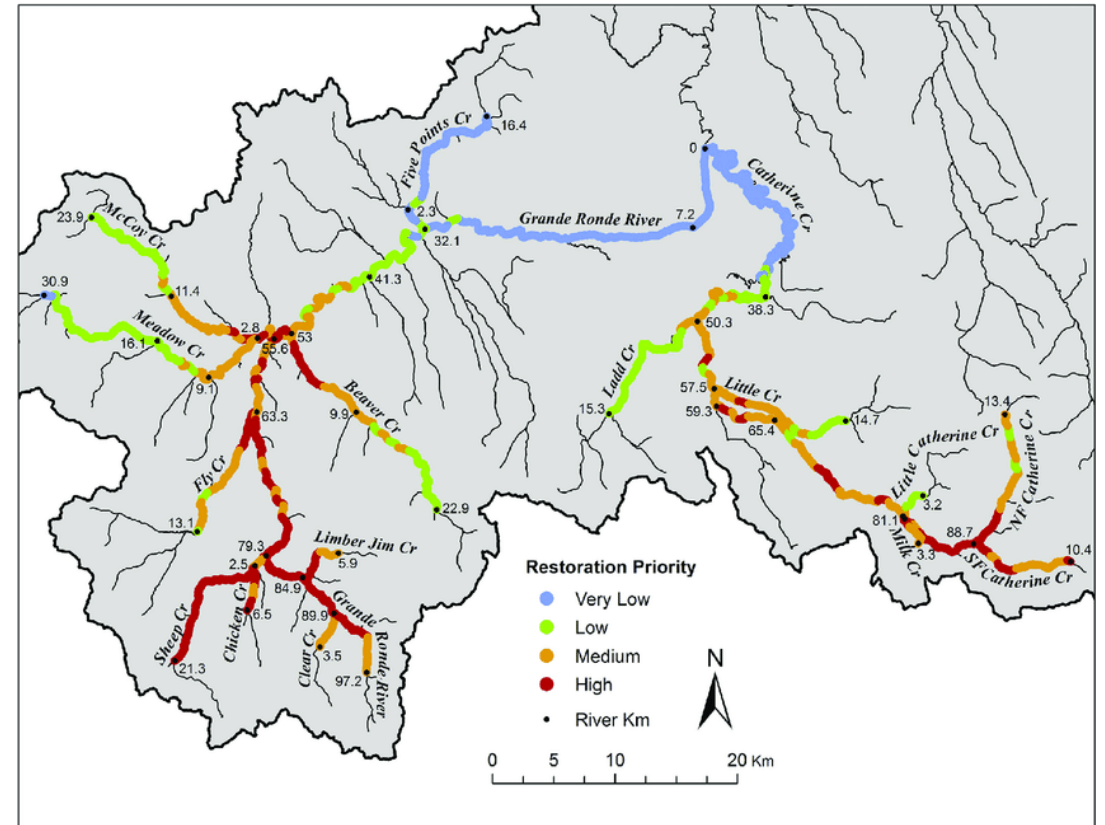 Five Points Cr
16.4
0
Catherine Cr
McCoy Cr
23.9
2.3
Grande Ronde River
7.2
32.1
30.9
11.4
41.3
38.3
Meadow Cr
16.1
2.8
55.6
53
50.3
9.1
Ladd Cr
Beaver Cr
9.9
63.3
57.5
Little Cr
59.3
15.3
65.4
14.7
13.4
Little Catherine Cr
NF Catherine Cr
Fly Cr
13.1
22.9
3.2
81.1
Milk Cr
3.3
88.7
SF Catherine Cr
10.4
Limber Jim Cr
5.9
79.3
2.5
84.9
Sheep Cr
Chicken Cr
6.5
89.9
Grande
Ronde River
Clear Cr
3.5
21.3
97.2
Restoration Priority
Very Low
Low
Medium
High
River Km
N
0 5 10 20 Km